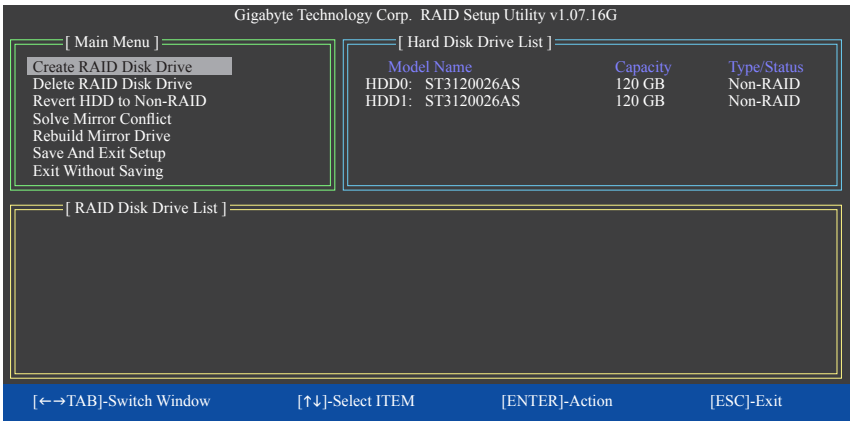 Gigabyte Technology Corp. RAID Setup Utility v1.07.16G
[ Main Menu ]
Create RAID Disk Drive
Delete RAID Disk Drive
Revert HDD to Non-RAID
Solve Mirror Conflict
Rebuild Mirror Drive
Save And Exit Setup
Exit Without Saving
[ Hard Disk Drive List ]
Model Name Capacity Type/Status
HDD0: ST3120026AS 120 GB Non-RAID
HDD1: ST3120026AS 120 GB Non-RAID
[ RAID Disk Drive List ]
[←→TAB]-Switch Window [↑↓]-Select ITEM [ENTER]-Action [ESC]-Exit